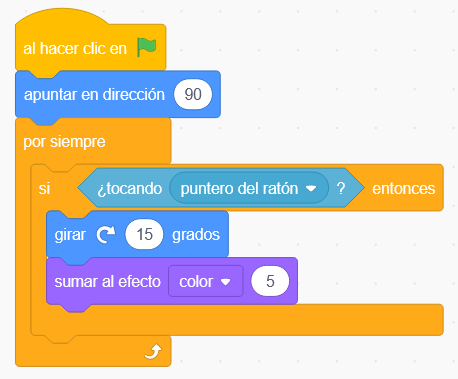 al hacer clic en
apuntar en dirección 90
por siempre
si ¿tocando puntero del ratón ? entonces
girar 15 grados
sumar al efecto color 5